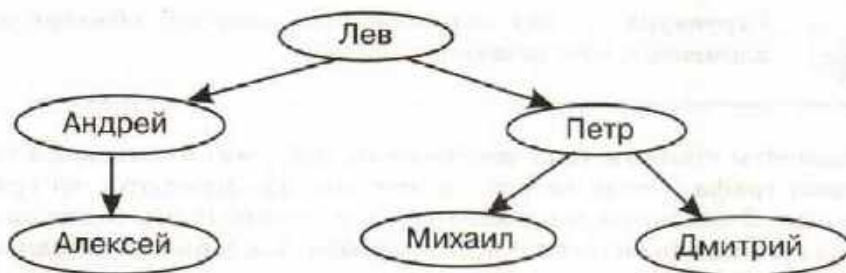 Лев
Андрей
Петр
Алексей
Михаил
Дмитрий